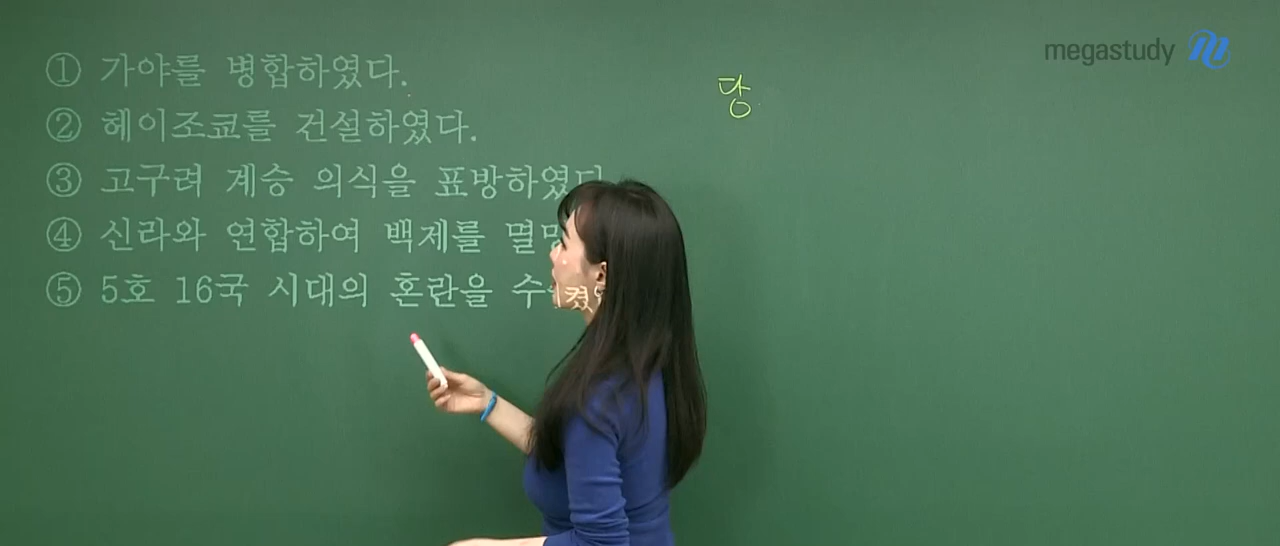 ① 가야를 병합하였다.
② 헤이조쿄를 건설하였다.
③ 고구려 계승 의식을 표방하였다
④ 신라와 연합하여 백제를
⑤ 5호 16국 시대의 혼란을
당
megastudy